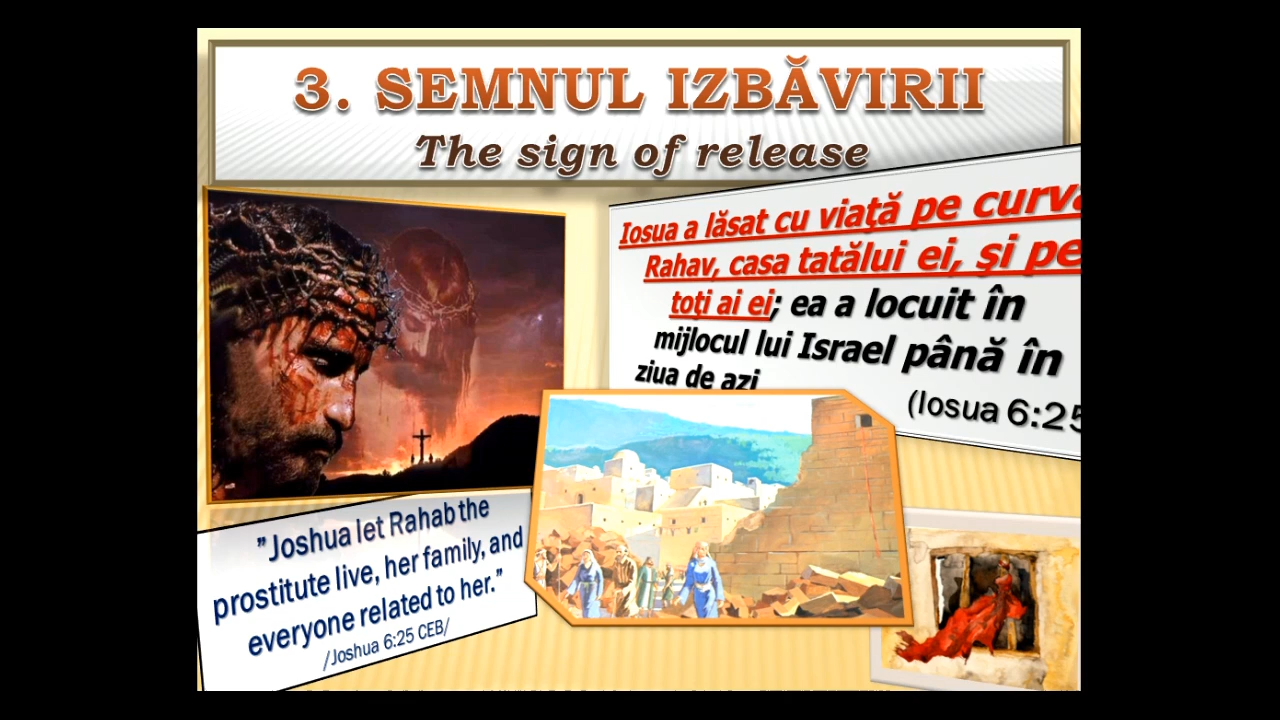 3. SEMNUL IZBĂVIRII
The sign of release
Iosua a lăsat cu viață pe
Rahav, casa tatălui ei, și pe
toți ai ei; ea a locuit în
mijlocul lui Israel până în
ziua de azi
(Iosua 6:25
"Joshua let Rahab the
prostitute live, her family, and
everyone related to her."
/Joshua 6:25 CEB/